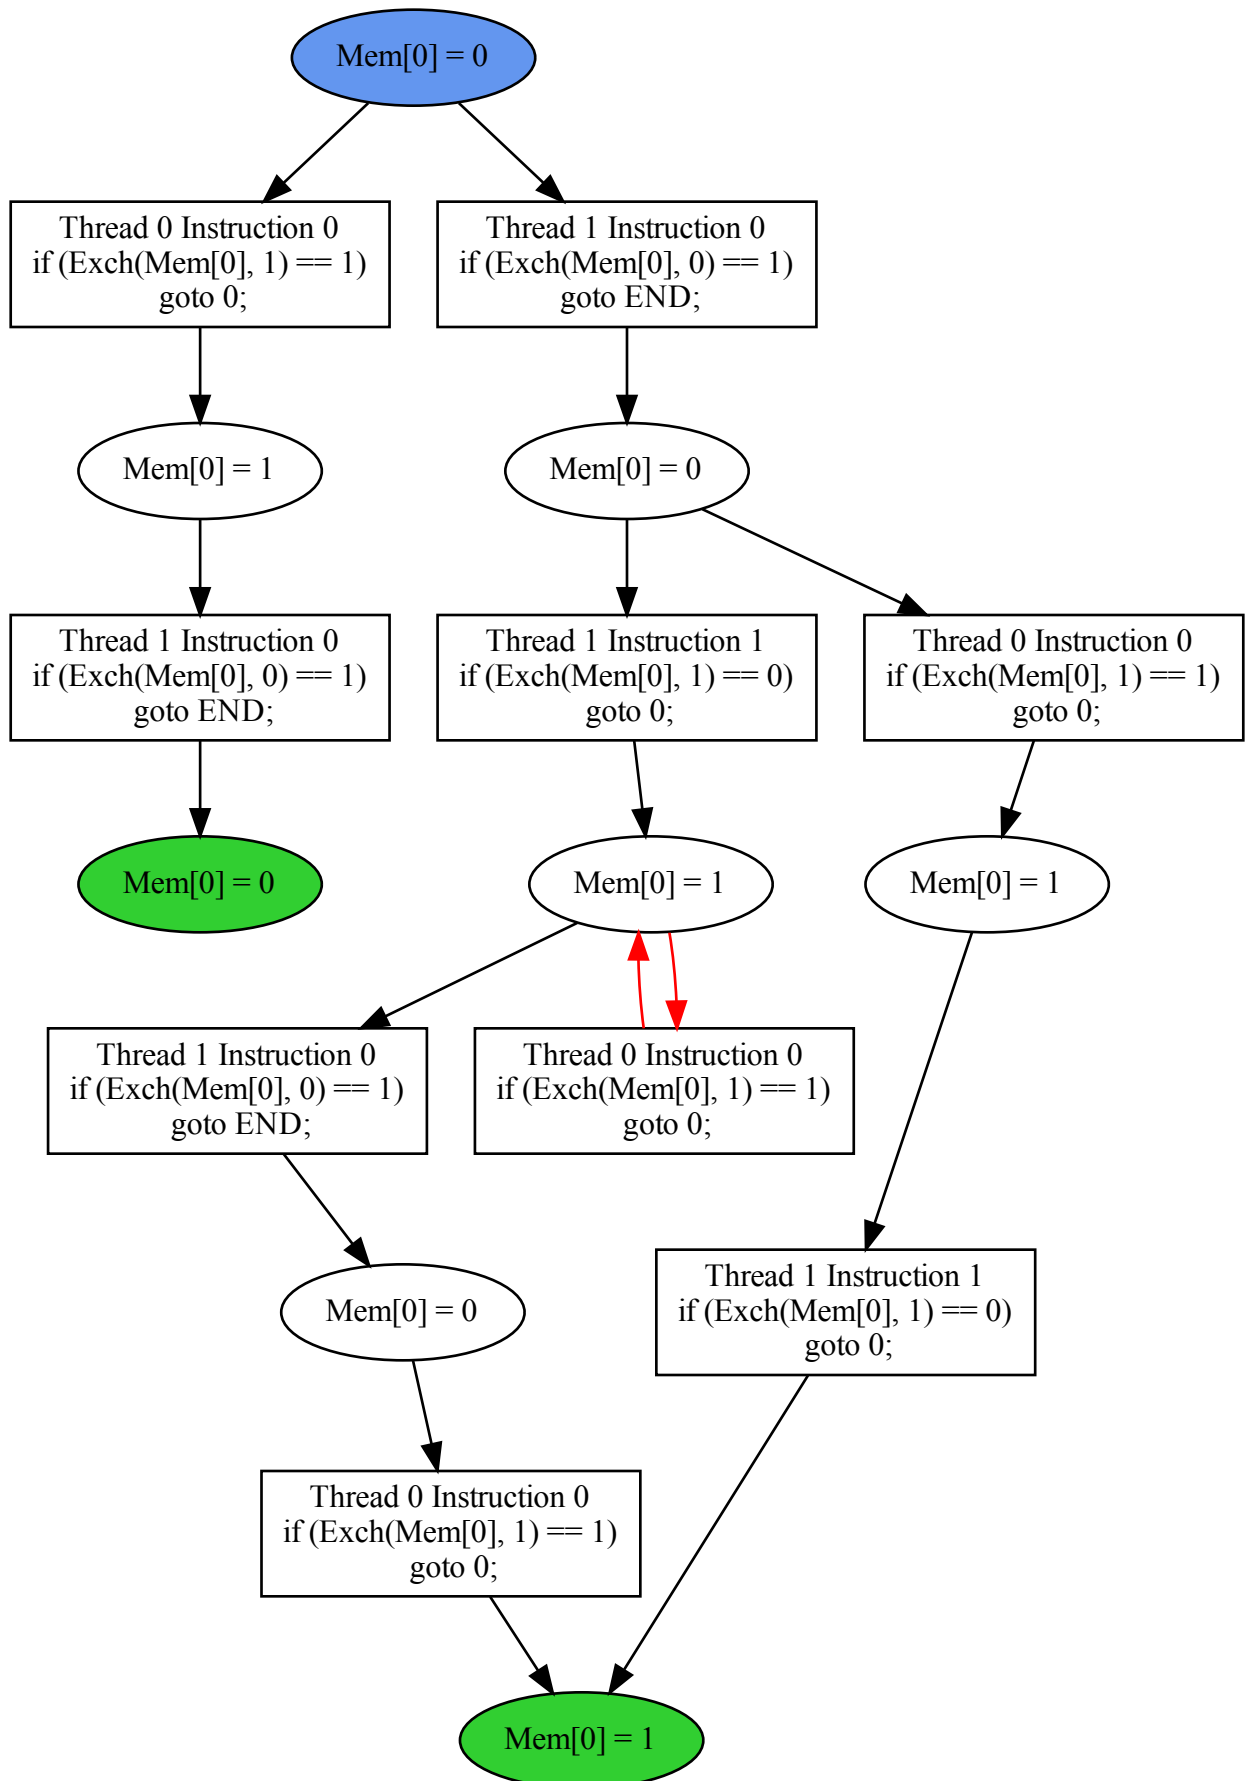 Mem[0] = 0
Thread 0 Instruction 0
if (Exch(Mem[0], 1) == 1)
goto 0;
Thread 1 Instruction 0
if (Exch(Mem[0], 0) == 1)
goto END;
Mem[0] = 1
Mem[0] = 0
Thread 1 Instruction 0
if (Exch(Mem[0], 0) == 1)
goto END;
Thread 1 Instruction 1
if (Exch(Mem[0], 1) == 0)
goto 0;
Thread 0 Instruction 0
if (Exch(Mem[0], 1) == 1)
goto 0;
Mem[0] = 0
Mem[0] = 1
Mem[0] = 1
Thread 1 Instruction 0
if (Exch(Mem[0], 0) == 1)
goto END;
Thread 0 Instruction 0
if (Exch(Mem[0], 1) == 1)
goto 0;
Mem[0] = 0
Thread 1 Instruction 1
if (Exch(Mem[0], 1) == 0)
goto 0;
Thread 0 Instruction 0
if (Exch(Mem[0], 1) == 1)
goto 0;
Mem[0] = 1